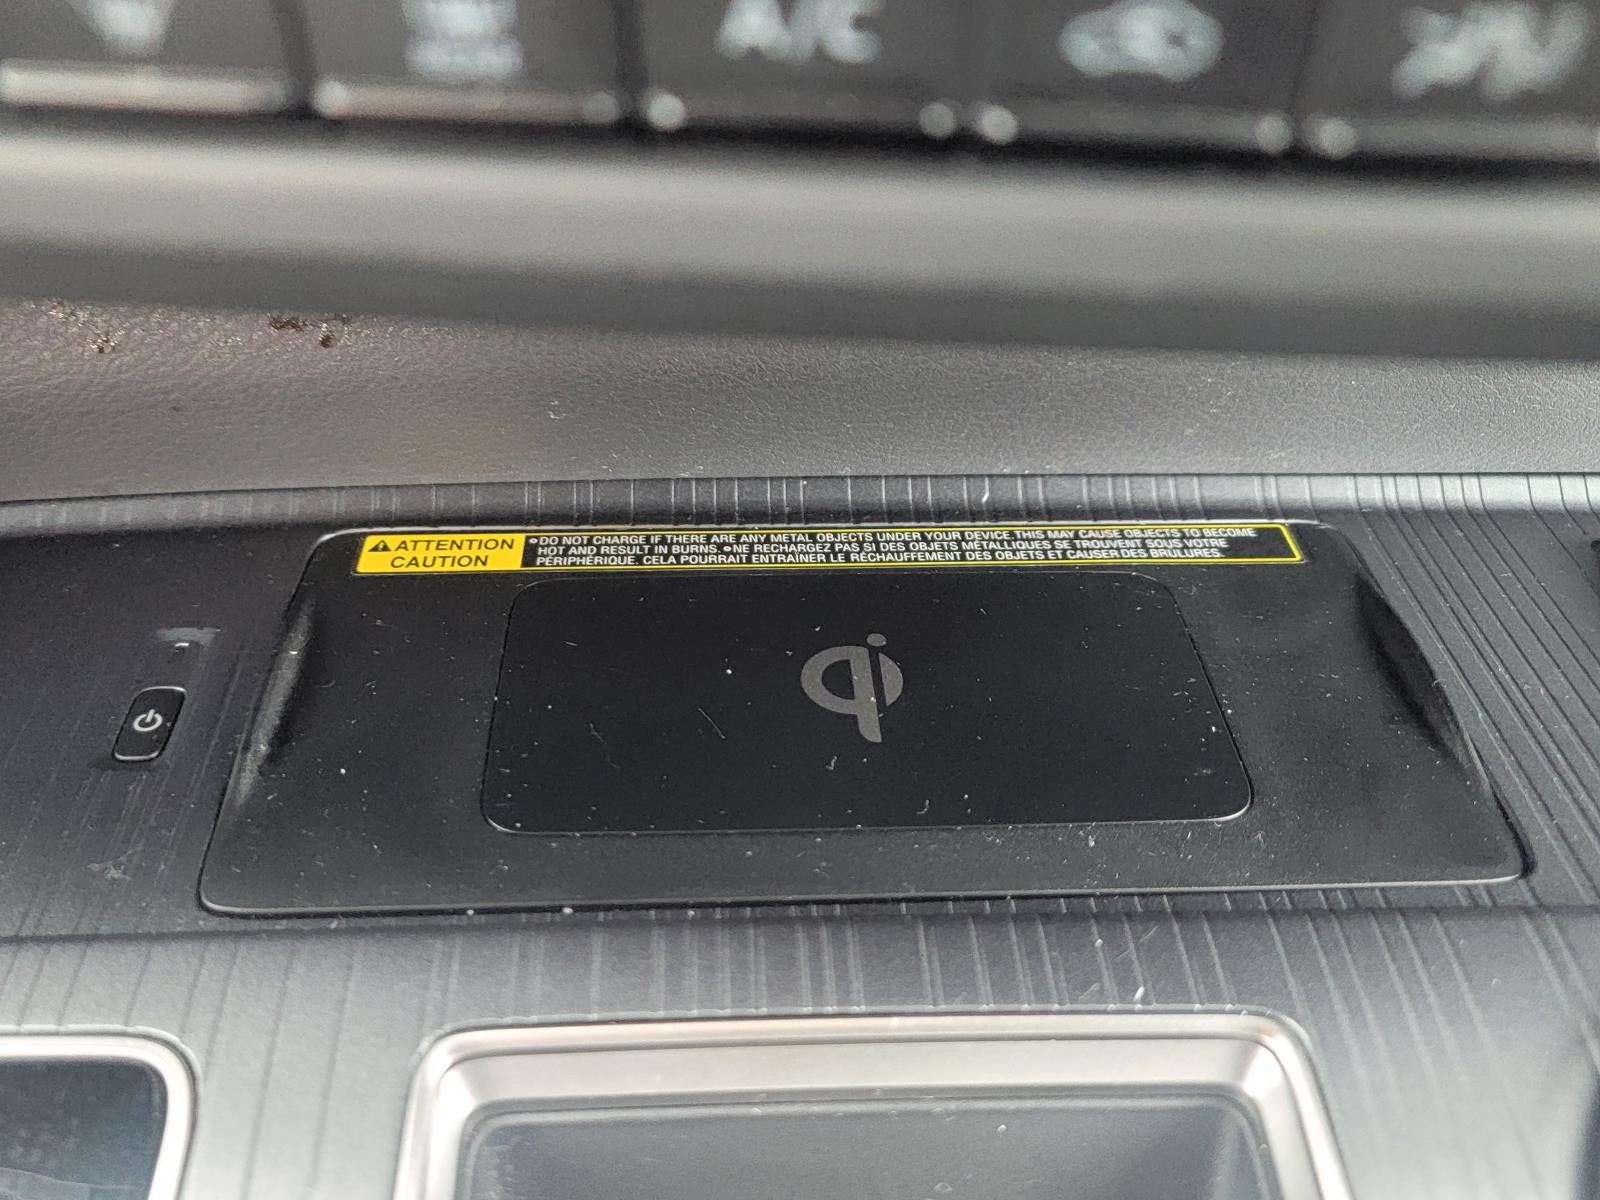 A/C
⚠ATTENTION
CAUTION
•DO NOT CHARGE IF THERE ARE ANY METAL OBJECTS UNDER YOUR DEVICE.THIS MAY CAUSE OBJECTS TO BECOME
HOT AND RESULT IN BURNS. •NE RECHARGEZ PAS SI DES OBJETS MÉTALLIQUES SE TROUVENT SOUS VOTRE
PÉRIPHÉRIQUE. CELA POURRAIT ENTRAÎNER LE RÉCHAUFFEMENT DES OBJETS ET CAUSER DES BRÛLURES.
qi